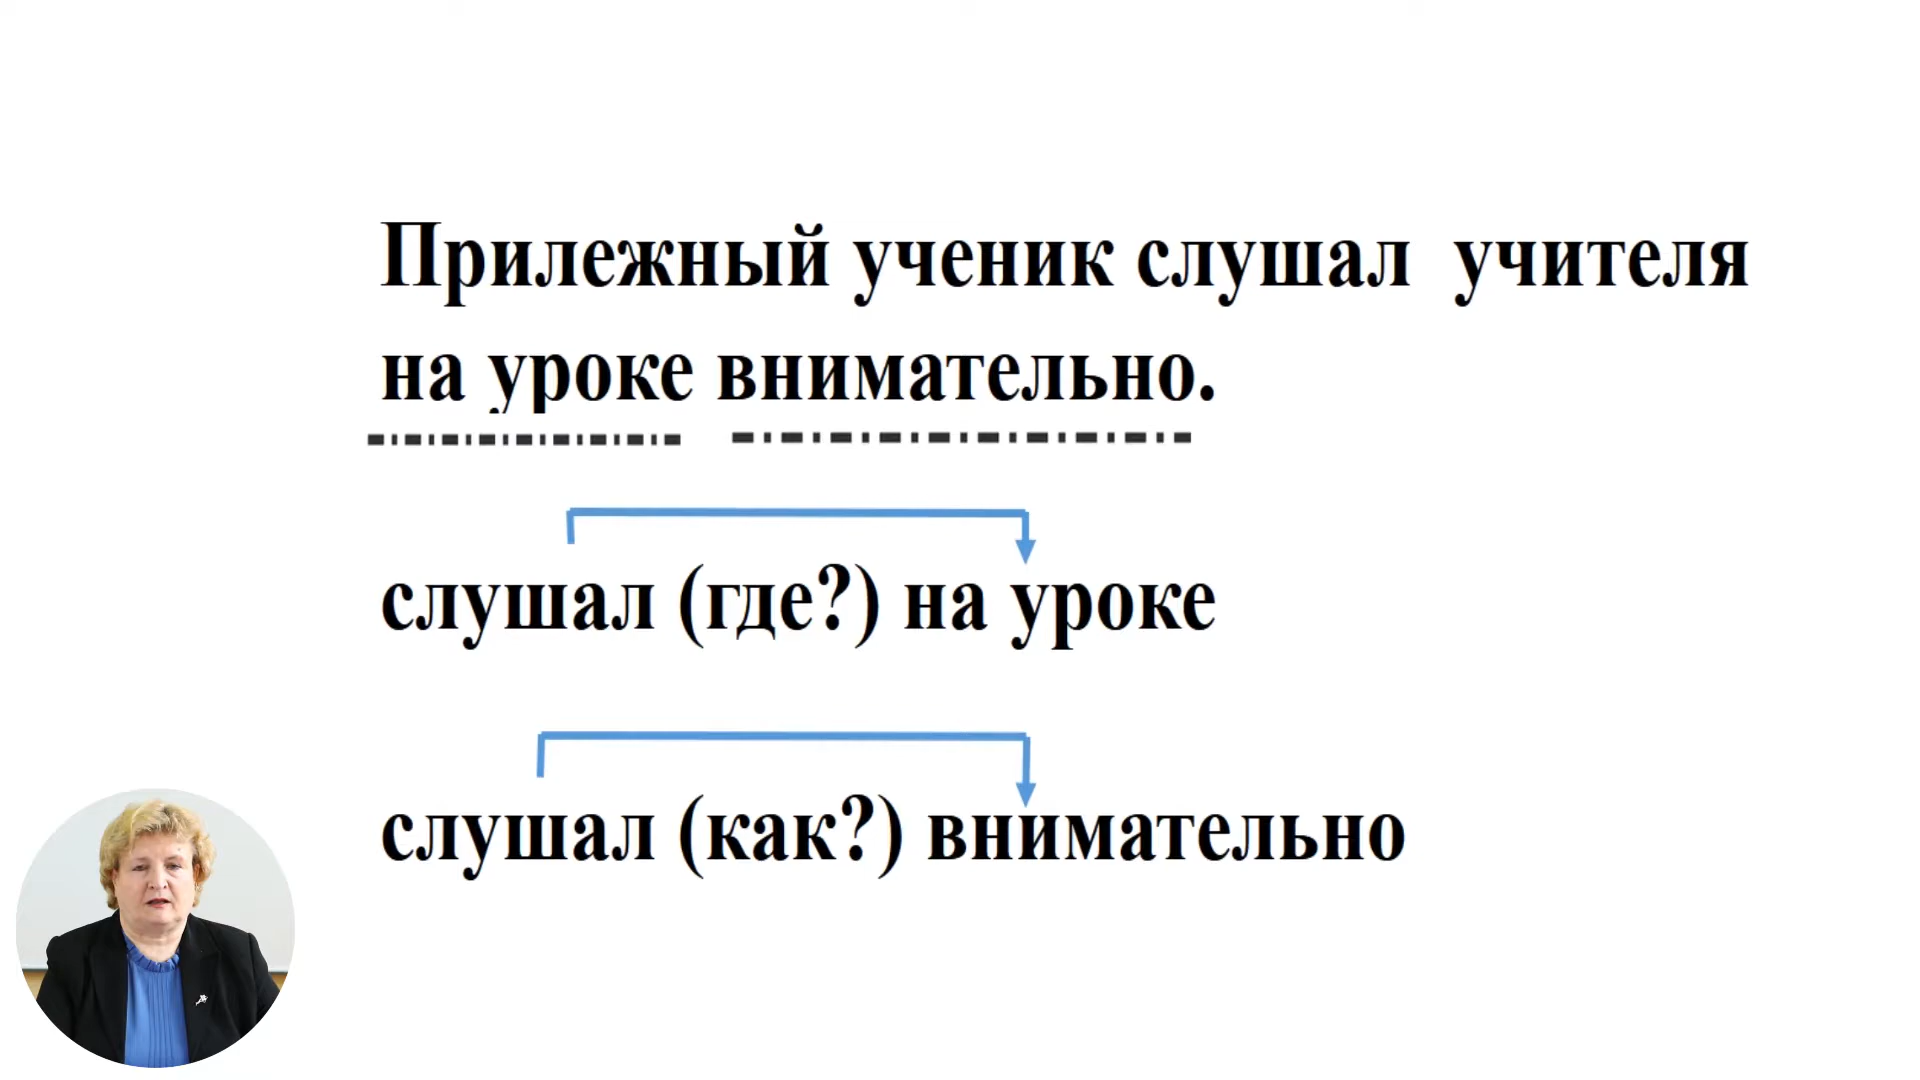 Прилежный ученик слушал учителя
на уроке внимательно.
слушал (где?) на уроке
слушал (как?) внимательно